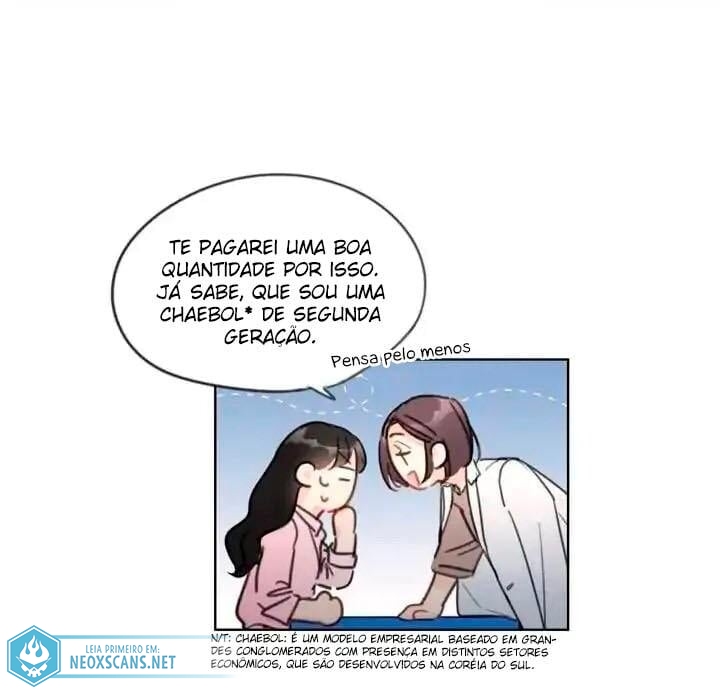 TE PAGAREI UMA BOA
QUANTIDADE POR ISSO.
JÁ SABE, QUE SOU UMA
CHAEBOL* DE SEGUNDA
GERAÇÃO.
Pensa pelo menos
N/T: CHAEBOL: É UM MODELO EMPRESARIAL BASEADO EM GRAN-
DES CONGLOMERADOS COM PRESENÇA EM DISTINTOS SETORES
ECONÔMICOS, QUE SÃO DESENVOLVIDOS NA CORÉIA DO SUL.
LEIA PRIMEIRO EM:
NEOXSCANS.NET